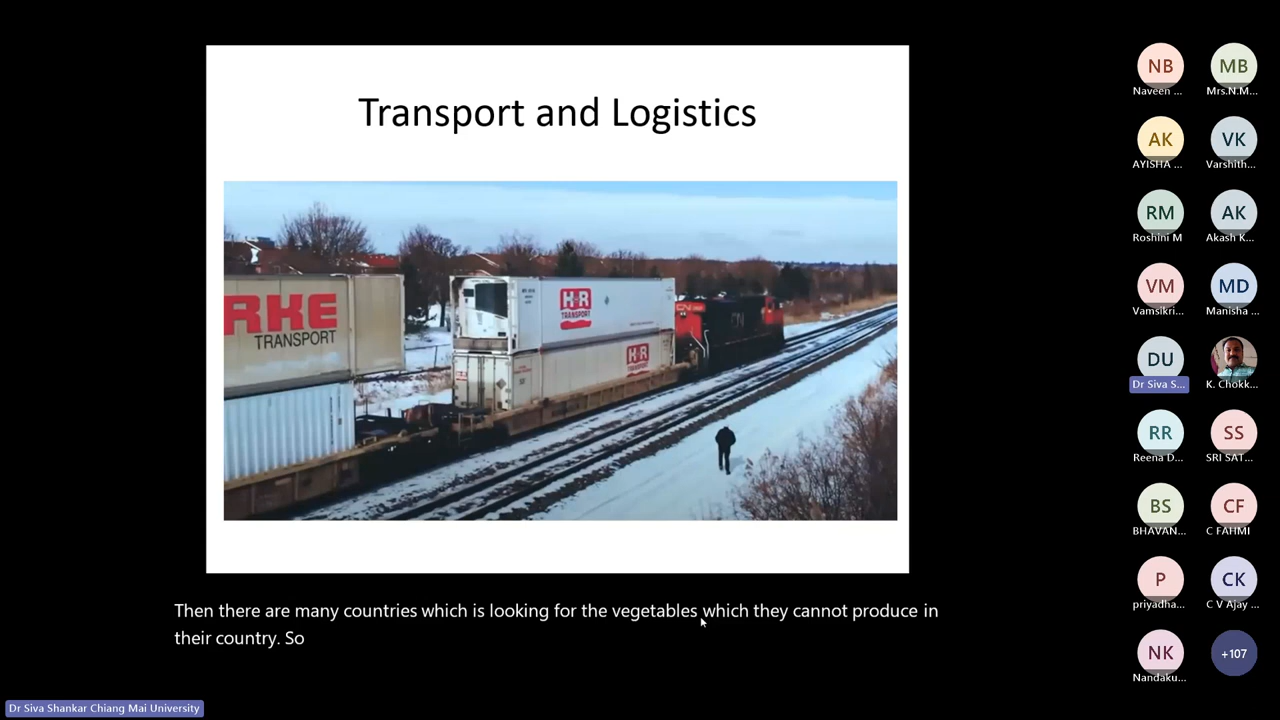 Transport and Logistics
RKE
TRANSPORT
H-R
TRANSPORT
H-R
CN
Then there are many countries which is looking for the vegetables which they cannot produce in
their country. So
Dr Siva Shankar Chiang Mai University
NB
Naveen ...
MB
Mrs.N.M...
AK
AYISHA ...
VK
Varshith...
RM
Roshini M
AK
Akash K...
VM
Vamsikri...
MD
Manisha ...
DU
Dr Siva S...
K. Chokk...
RR
Reena D...
SS
SRI SAT...
BS
BHAVAN...
CF
C FAHMI
P
priyadha...
CK
C V Ajay ...
NK
Nandaku...
+107